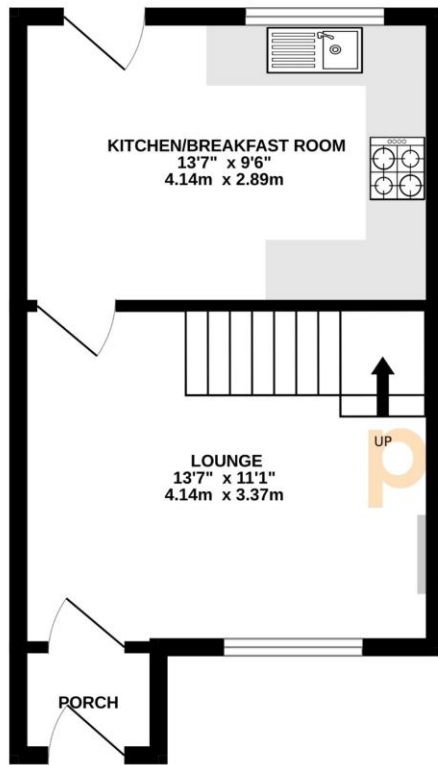 KITCHEN/BREAKFAST ROOM
13'7" x 9'6"
4.14m x 2.89m
UP
p
LOUNGE
13'7" x 11'1"
4.14m x 3.37m
PORCH